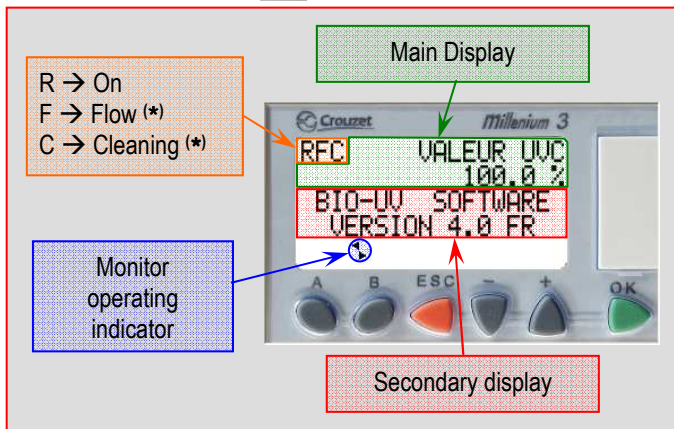 Main Display
R → On
F → Flow (*)
C → Cleaning (*)
Crouzet
Millenium 3
RFC VALEUR UVC
100.0 %
BIO-UV SOFTWARE
VERSION 4.0 FR
Monitor
operating
indicator
A B ESC - + OK
Secondary display